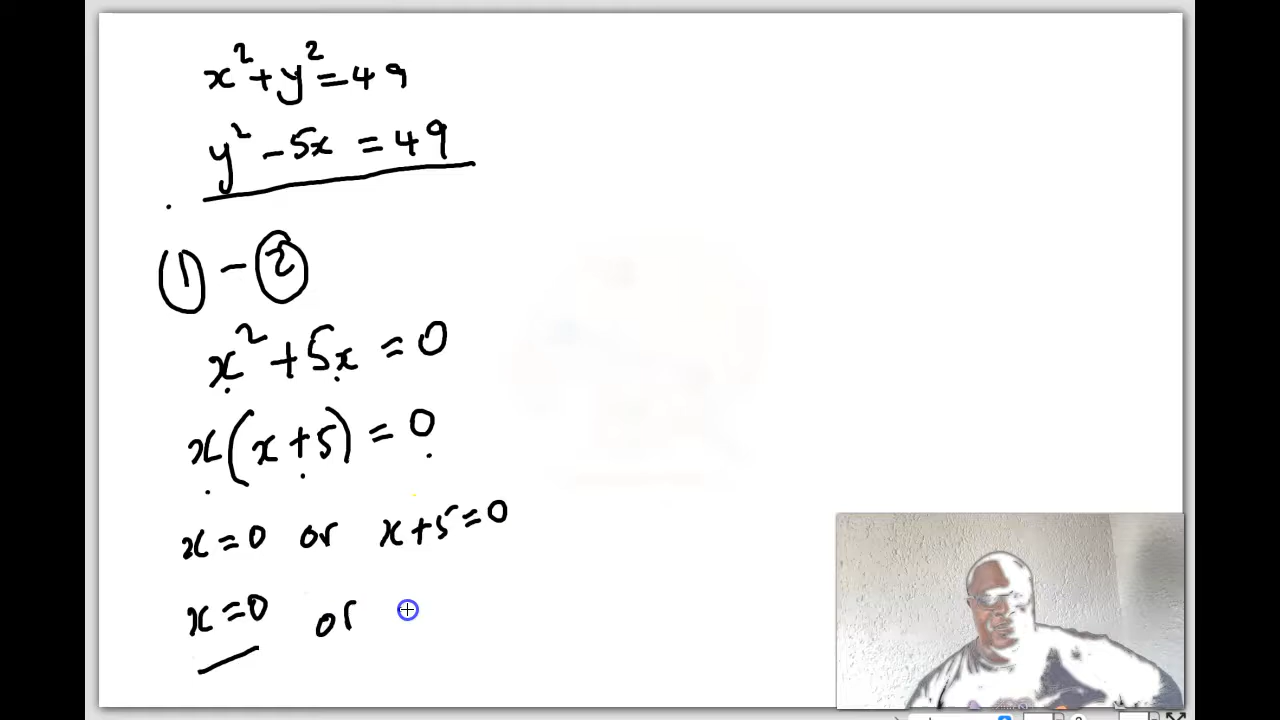 x² + y² = 49
y² - 5x = 49
① - ②
x² + 5x = 0
x(x + 5) = 0
x = 0 or x + 5 = 0
x = 0 or